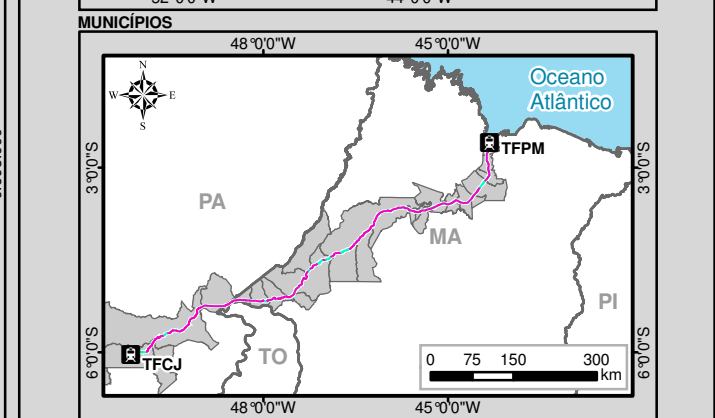 MUNICÍPIOS
48°0'0"W 45°0'0"W
N
W E
S
Oceano
Atlântico
TFPM
3°0'0"S 3°0'0"S
PA
MA
PI
6°0'0"S 6°0'0"S
TFCJ
TO
0 75 150 300
km
48°0'0"W 45°0'0"W